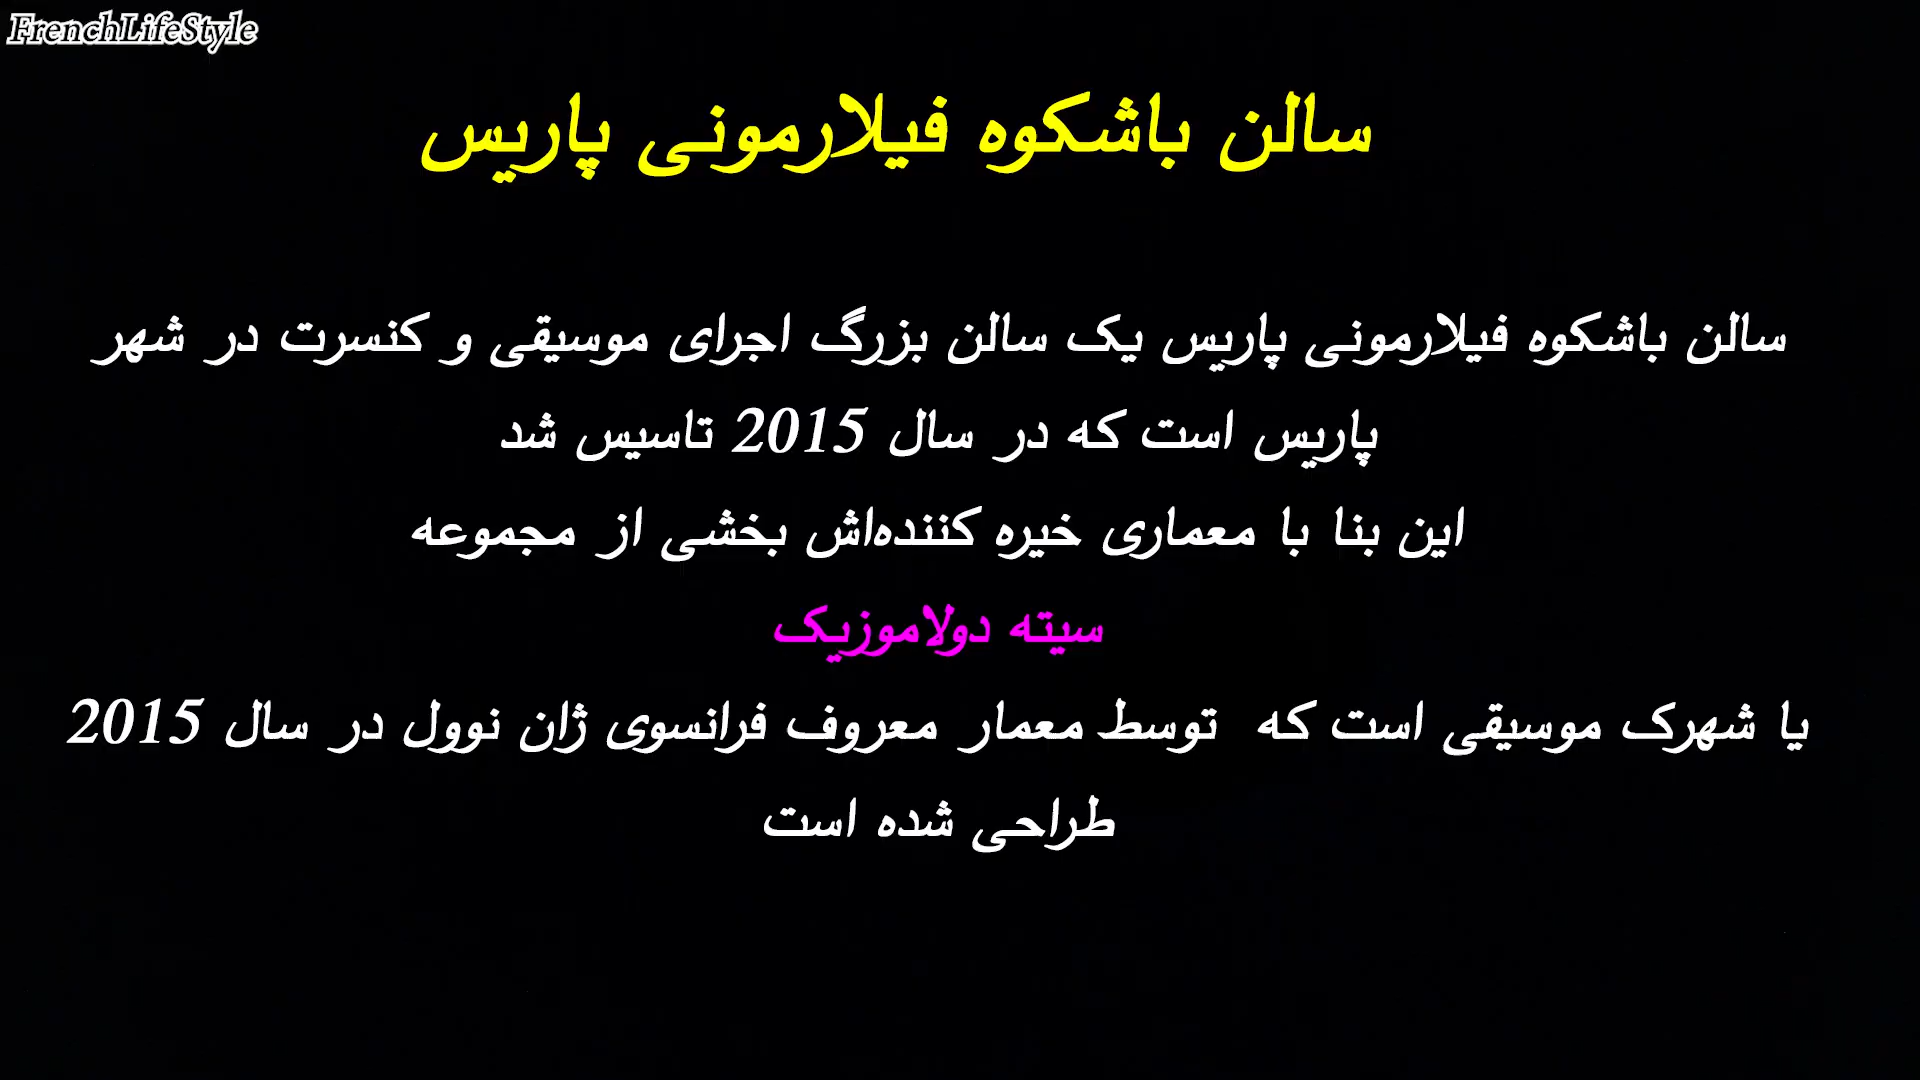 FrenchLifeStyle
سالن باشکوه فیلارمونی پاریس
سالن باشکوه فیلارمونی پاریس یک سالن بزرگ اجرای موسیقی و کنسرت در شهر
پاریس است که در سال 2015 تاسیس شد
این بنا با معماری خیره کننده‌اش بخشی از مجموعه
سیته دولاموزیک
یا شهرک موسیقی است که توسط معمار معروف فرانسوی ژان نوول در سال 2015
طراحی شده است